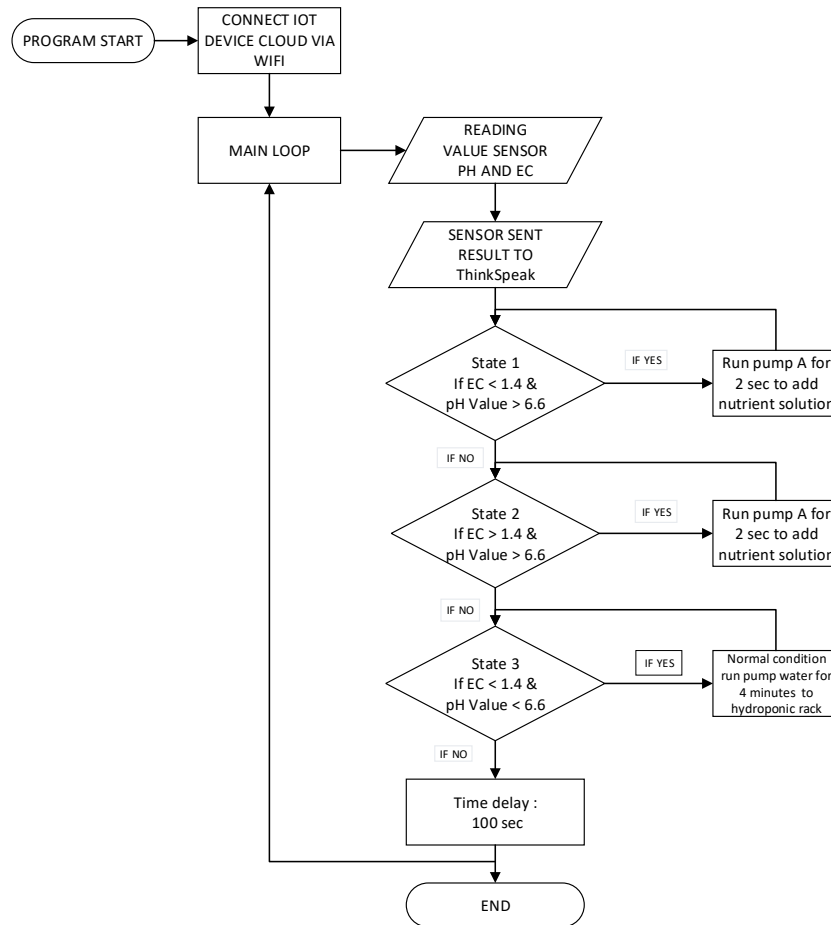 PROGRAM START
CONNECT IOT
DEVICE CLOUD VIA
WIFI
MAIN LOOP
READING
VALUE SENSOR
PH AND EC
SENSOR SENT
RESULT TO
ThinkSpeak
State 1
If EC < 1.4 &
pH Value > 6.6
IF YES
Run pump A for
2 sec to add
nutrient solution
IF NO
State 2
If EC > 1.4 &
pH Value > 6.6
IF YES
Run pump A for
2 sec to add
nutrient solution
IF NO
State 3
If EC < 1.4 &
pH Value < 6.6
IF YES
Normal condition
run pump water for
4 minutes to
hydroponic rack
IF NO
Time delay :
100 sec
END